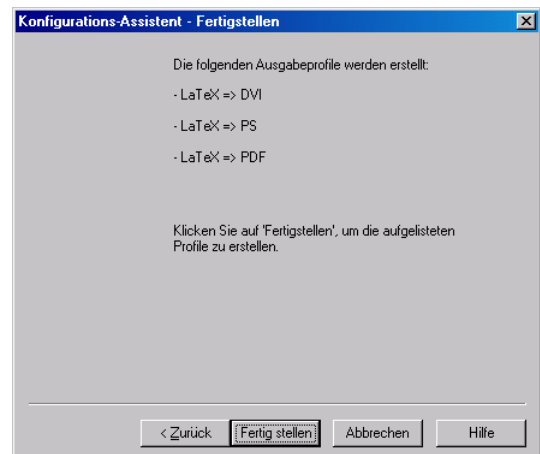 Konfigurations-Assistent - Fertigstellen
Die folgenden Ausgabeprofile werden erstellt:
- LaTeX => DVI
- LaTeX => PS
- LaTeX => PDF
Klicken Sie auf 'Fertigstellen', um die aufgelisteten
Profile zu erstellen.
< Zurück Fertig stellen Abbrechen Hilfe